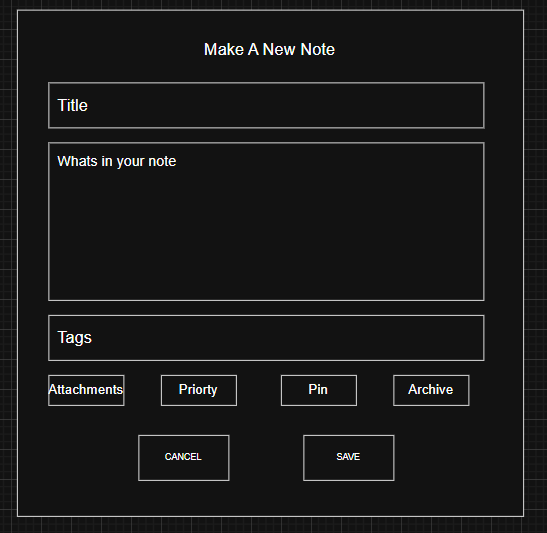 Make A New Note
Title
Whats in your note
Tags
Attachments Priorty Pin Archive
CANCEL SAVE